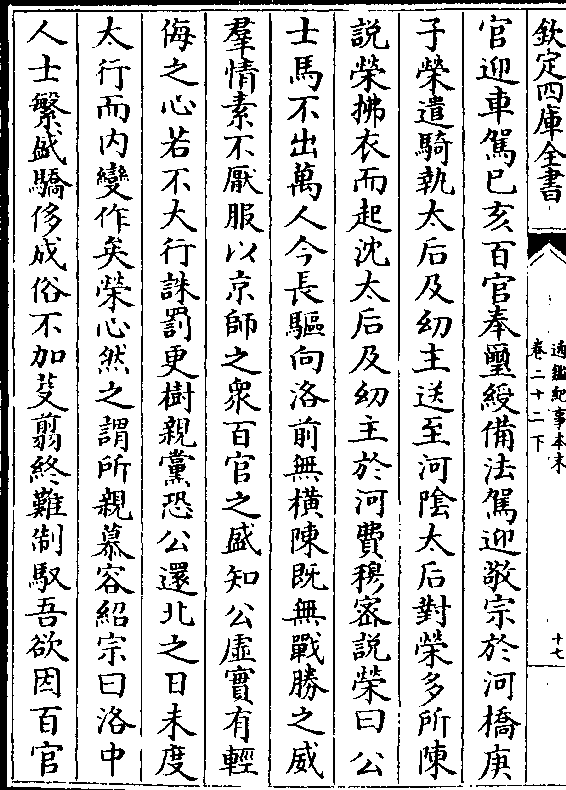 欽定四庫全書
通鑑紀事本末
卷二十二下
十七
官迎車駕已亥百官奉璽綬備法駕迎敬宗於河橋庚
子榮遣騎執太后及幼主送至河陰太后對榮多所陳
説榮拂衣而起沈太后及幼主於河費穆宻説榮曰公
士馬不出萬人今長驅向洛前無横陳既無戰勝之威
羣情素不厭服以京師之衆百官之盛知公虚實有輕
侮之心若不大行誅罰更樹親黨恐公還北之日未度
太行而内變作矣榮心然之謂所親慕容紹宗曰洛中
人士繁盛驕侈成俗不加芟翦終難制馭吾欲因百官